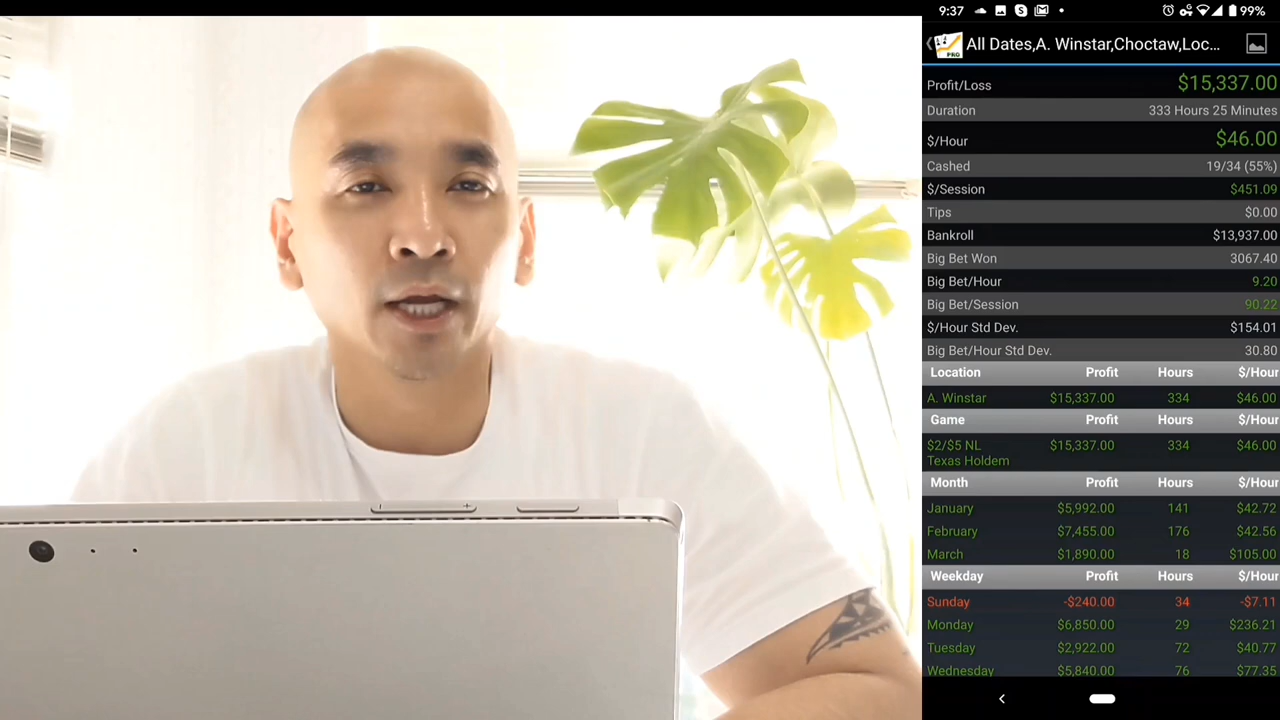 9:37 99%
All Dates,A. Winstar,Choctaw,Loc...
PRO
Profit/Loss $15,337.00
Duration 333 Hours 25 Minutes
$/Hour $46.00
Cashed 19/34 (55%)
$/Session $451.09
Tips $0.00
Bankroll $13,937.00
Big Bet Won 3067.40
Big Bet/Hour 9.20
Big Bet/Session 90.22
$/Hour Std Dev. $154.01
Big Bet/Hour Std Dev. 30.80
Location Profit Hours $/Hour
A. Winstar $15,337.00 334 $46.00
Game Profit Hours $/Hour
$2/$5 NL $15,337.00 334 $46.00
Texas Holdem
Month Profit Hours $/Hour
January $5,992.00 141 $42.72
February $7,455.00 176 $42.56
March $1,890.00 18 $105.00
Weekday Profit Hours $/Hour
Sunday -$240.00 34 -$7.11
Monday $6,850.00 29 $236.21
Tuesday $2,922.00 72 $40.77
Wednesday $5,840.00 76 $77.35